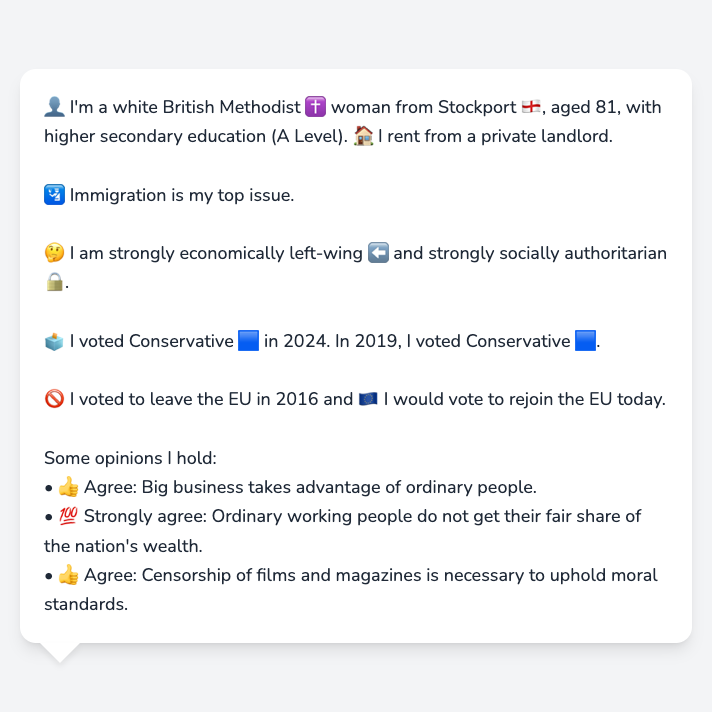 👤 I'm a white British Methodist ✝️ woman from Stockport 🏴󠁧󠁢󠁥󠁮󠁧󠁿, aged 81, with
higher secondary education (A Level). 🏠 I rent from a private landlord.
🛂 Immigration is my top issue.
🤔 I am strongly economically left-wing ⬅️ and strongly socially authoritarian
🔒.
🗳️ I voted Conservative 🟦 in 2024. In 2019, I voted Conservative 🟦.
🚫 I voted to leave the EU in 2016 and 🇪🇺 I would vote to rejoin the EU today.
Some opinions I hold:
• 👍 Agree: Big business takes advantage of ordinary people.
• 💯 Strongly agree: Ordinary working people do not get their fair share of
the nation's wealth.
• 👍 Agree: Censorship of films and magazines is necessary to uphold moral
standards.